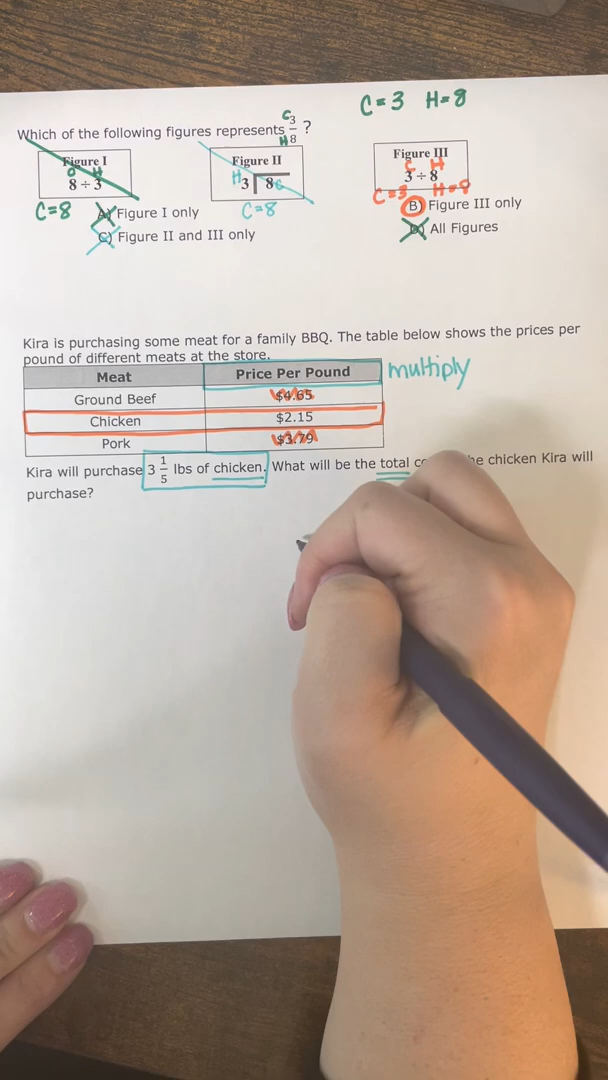 C=3 H=8
Which of the following figures represents 3/8 ?
C
H
Figure I
8 ÷ 3
C=8
Figure II
H 3 8 C
C=8
Figure III
C H
3 ÷ 8
C=3 H=8
A) Figure I only
B) Figure III only
C) Figure II and III only
D) All Figures
Kira is purchasing some meat for a family BBQ. The table below shows the prices per
pound of different meats at the store.
Meat Price Per Pound
multiply
Ground Beef $4.65
Chicken $2.15
Pork $3.79
Kira will purchase 3 1/5 lbs of chicken. What will be the total chicken Kira will
purchase?